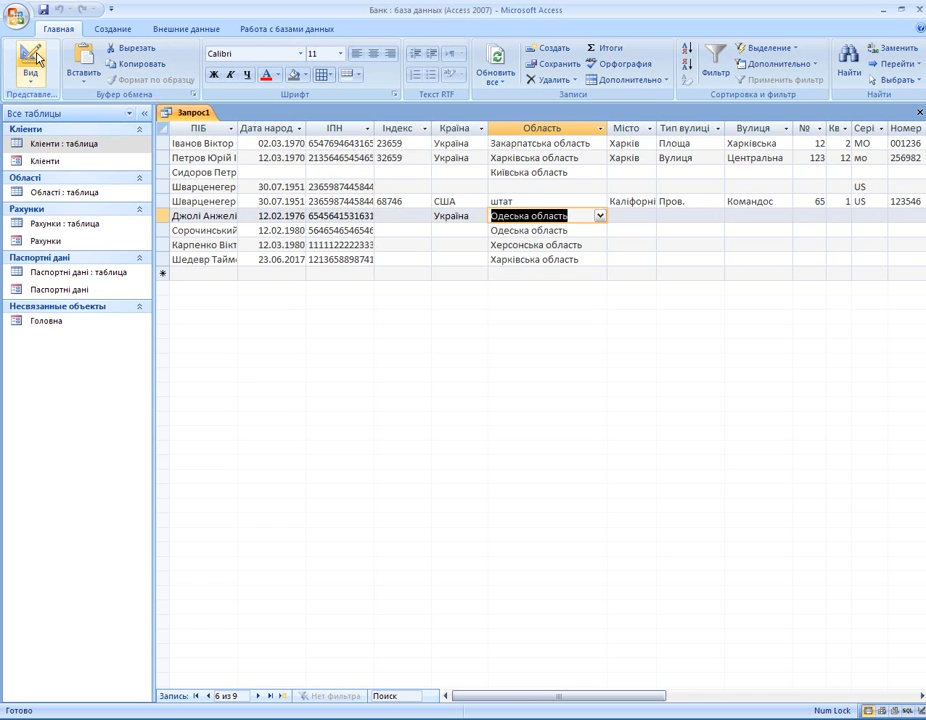 Банк : база данных (Access 2007) - Microsoft Access
Главная Создание Внешние данные Работа с базами данных
Вид
Представле...
Вставить
Вырезать
Копировать
Формат по образцу
Буфер обмена
Calibri 11
Ж К Ч
Шрифт
Текст RTF
Обновить все
Создать
Сохранить
Удалить
Итоги
Орфография
Дополнительно
Записи
Фильтр
Выделение
Дополнительно
Применить фильтр
Сортировка и фильтр
Найти
Заменить
Перейти
Выбрать
Найти
Все таблицы
Клієнти
Клієнти : таблица
Клієнти
Області
Області : таблица
Рахунки
Рахунки : таблица
Рахунки
Паспортні дані
Паспортні дані : таблица
Паспортні дані
Несвязанные объекты
Головна
Запрос1
ПІБ Дата народ ІПН Індекс Країна Область Місто Тип вулиці Вулиця № Кв Сері Номер
Іванов Віктор 02.03.1970 6547694643165 23659 Україна Закарпатська область Харків Площа Харківська 12 2 МО 001236
Петров Юрій І 12.03.1970 2135646545465 32659 Україна Харківська область Харків Вулиця Центральна 123 12 мо 256982
Сидоров Петр Київська область
Шварценегер 30.07.1951 2365987445844 US
Шварценегер 30.07.1951 2365987445844 68746 США штат Каліфорні Пров. Командос 65 1 US 123546
Джолі Анжелі 12.02.1976 6545641531631 Україна Одеська область
Сорочинський 12.02.1980 5646546546546 Одеська область
Карпенко Вікт 12.03.1980 1111122222333 Херсонська область
Шедевр Тайм 23.06.2017 1213658898741 Харківська область
Запись: 6 из 9 Нет фильтра Поиск
Готово
Num Lock
SQL